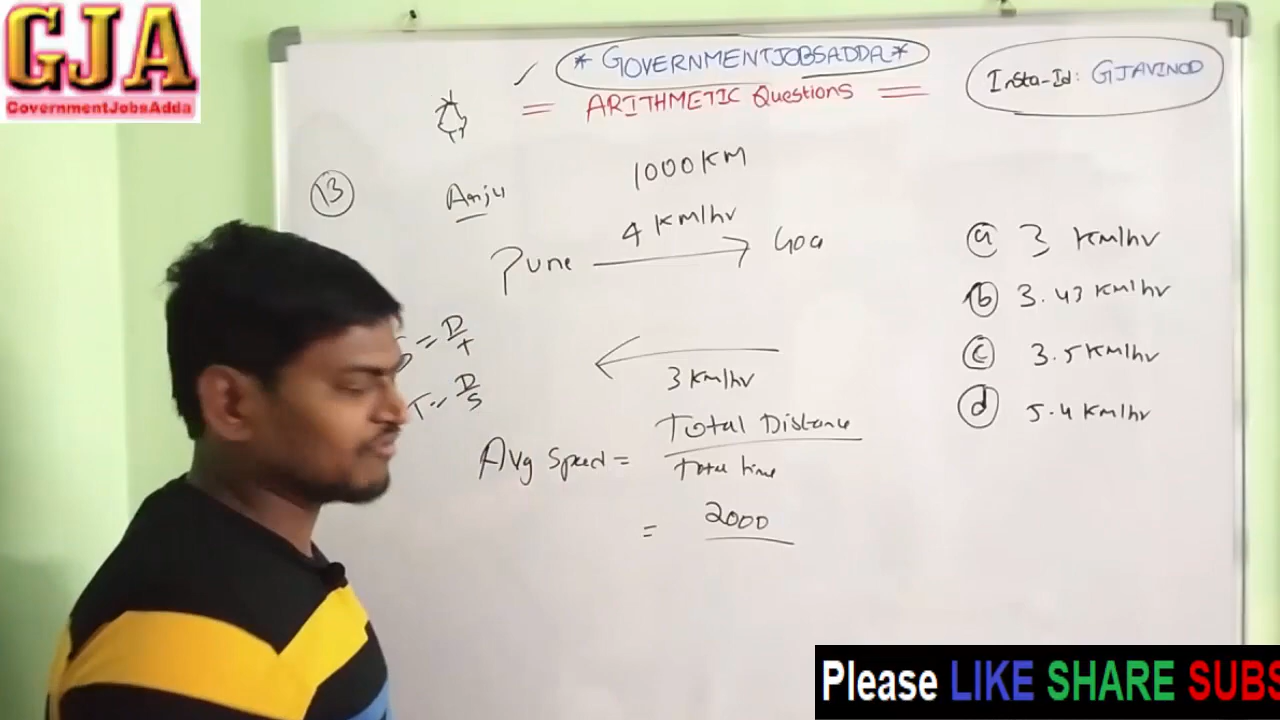 GJA
GovernmentJobsAdda
* GOVERNMENTJOBSADDA *
Insta-Id: GJAVINOD
= ARITHMETIC Questions =
13
Anju
1000 KM
4 Km/hr
Pune
Goa
S = D/T
T = D/S
3 Km/hr
Avg Speed = Total Distance
Total time
= 2000
a 3 Km/hr
b 3.43 Km/hr
c 3.5 Km/hr
d 5.4 Km/hr
Please LIKE SHARE SUBS